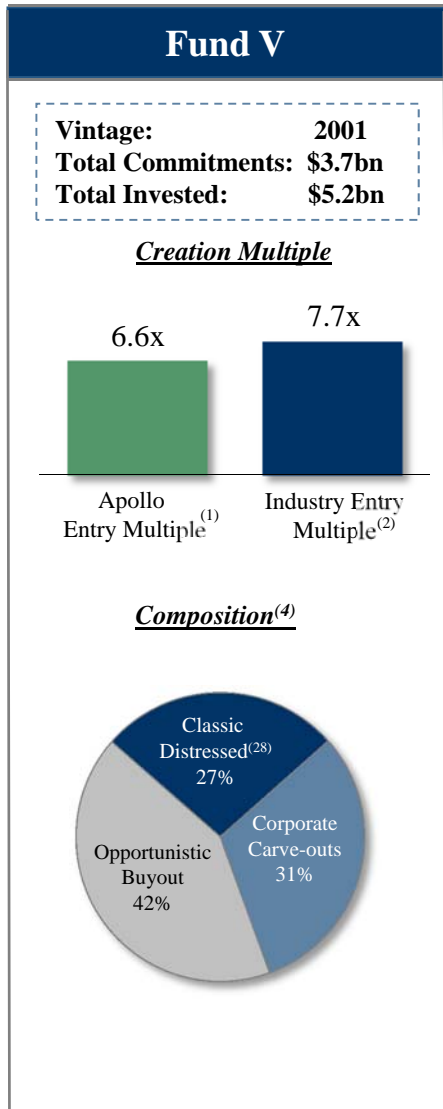 Fund V
Vintage: 2001
Total Commitments: $3.7bn
Total Invested: $5.2bn
Creation Multiple
6.6x
7.7x
Apollo
Entry Multiple(1)
Industry Entry
Multiple(2)
Composition(4)
Classic
Distressed(28)
27%
Corporate
Carve-outs
31%
Opportunistic
Buyout
42%